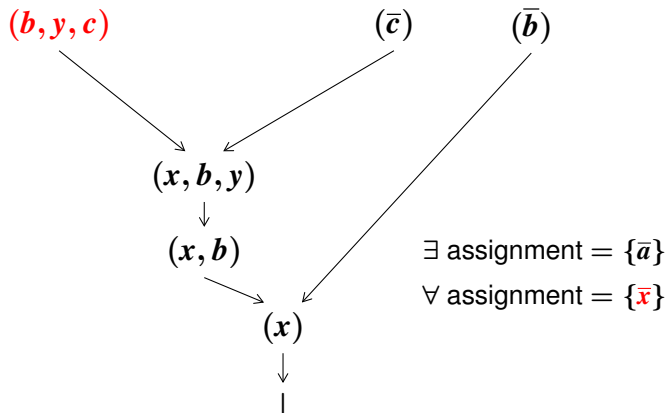 (b, y, c) (c̅) (b̅)
(x, b, y)
(x, b)
∃ assignment = {a̅}
∀ assignment = {x̅}
(x)